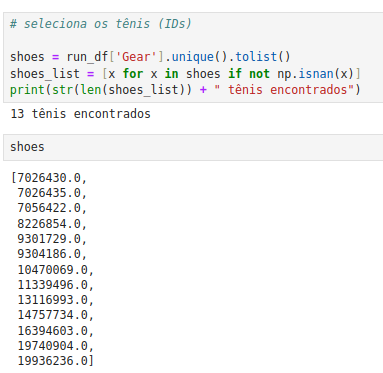 # seleciona os tênis (IDs)
shoes = run_df['Gear'].unique().tolist()
shoes_list = [x for x in shoes if not np.isnan(x)]
print(str(len(shoes_list)) + " tênis encontrados")
13 tênis encontrados
shoes
[7026430.0,
7026435.0,
7056422.0,
8226854.0,
9301729.0,
9304186.0,
10470069.0,
11339496.0,
13116993.0,
14757734.0,
16394603.0,
19740904.0,
19936236.0]